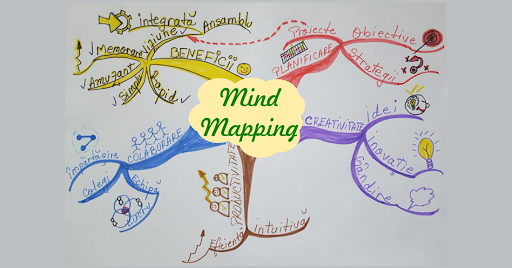 Mind
Mapping
BENEFICII
Viziune
Integrată
Ansamblu
Memorare
Amuzant
Simplu
Rapid
PLANIFICARE
Proiecte
Obiective
Strategii
CREATIVITATE
idei
inovație
Gândire
PRODUCTIVITATE
intuitivă
Eficiență
COLABORARE
Împărtășire
Colegi
Echipă